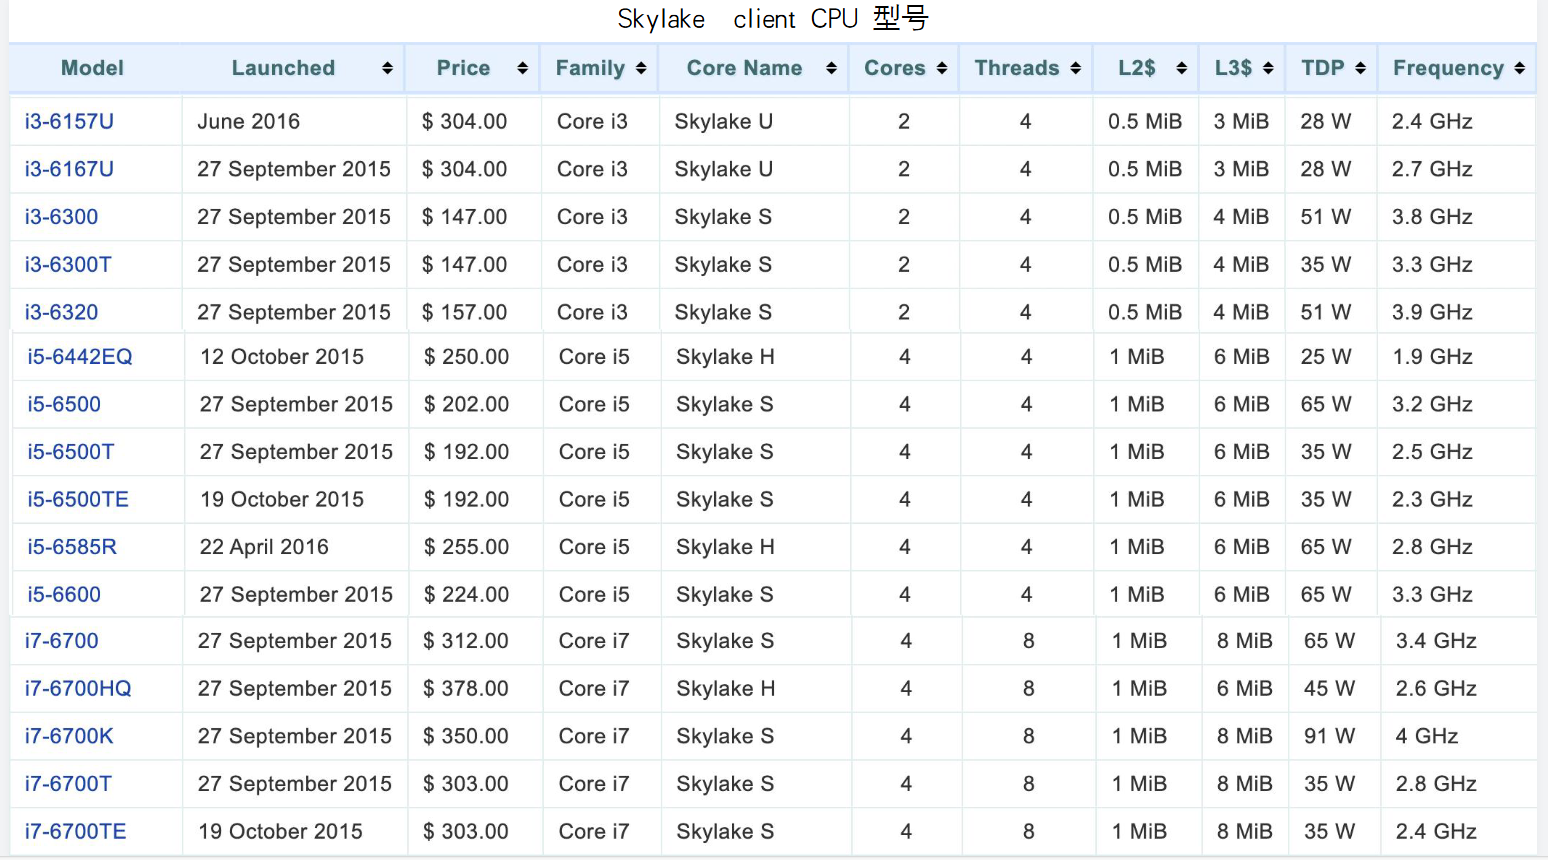 Skylake client CPU 型号
Model Launched Price Family Core Name Cores Threads L2$ L3$ TDP Frequency
i3-6157U June 2016 $ 304.00 Core i3 Skylake U 2 4 0.5 MiB 3 MiB 28 W 2.4 GHz
i3-6167U 27 September 2015 $ 304.00 Core i3 Skylake U 2 4 0.5 MiB 3 MiB 28 W 2.7 GHz
i3-6300 27 September 2015 $ 147.00 Core i3 Skylake S 2 4 0.5 MiB 4 MiB 51 W 3.8 GHz
i3-6300T 27 September 2015 $ 147.00 Core i3 Skylake S 2 4 0.5 MiB 4 MiB 35 W 3.3 GHz
i3-6320 27 September 2015 $ 157.00 Core i3 Skylake S 2 4 0.5 MiB 4 MiB 51 W 3.9 GHz
i5-6442EQ 12 October 2015 $ 250.00 Core i5 Skylake H 4 4 1 MiB 6 MiB 25 W 1.9 GHz
i5-6500 27 September 2015 $ 202.00 Core i5 Skylake S 4 4 1 MiB 6 MiB 65 W 3.2 GHz
i5-6500T 27 September 2015 $ 192.00 Core i5 Skylake S 4 4 1 MiB 6 MiB 35 W 2.5 GHz
i5-6500TE 19 October 2015 $ 192.00 Core i5 Skylake S 4 4 1 MiB 6 MiB 35 W 2.3 GHz
i5-6585R 22 April 2016 $ 255.00 Core i5 Skylake H 4 4 1 MiB 6 MiB 65 W 2.8 GHz
i5-6600 27 September 2015 $ 224.00 Core i5 Skylake S 4 4 1 MiB 6 MiB 65 W 3.3 GHz
i7-6700 27 September 2015 $ 312.00 Core i7 Skylake S 4 8 1 MiB 8 MiB 65 W 3.4 GHz
i7-6700HQ 27 September 2015 $ 378.00 Core i7 Skylake H 4 8 1 MiB 6 MiB 45 W 2.6 GHz
i7-6700K 27 September 2015 $ 350.00 Core i7 Skylake S 4 8 1 MiB 8 MiB 91 W 4 GHz
i7-6700T 27 September 2015 $ 303.00 Core i7 Skylake S 4 8 1 MiB 8 MiB 35 W 2.8 GHz
i7-6700TE 19 October 2015 $ 303.00 Core i7 Skylake S 4 8 1 MiB 8 MiB 35 W 2.4 GHz